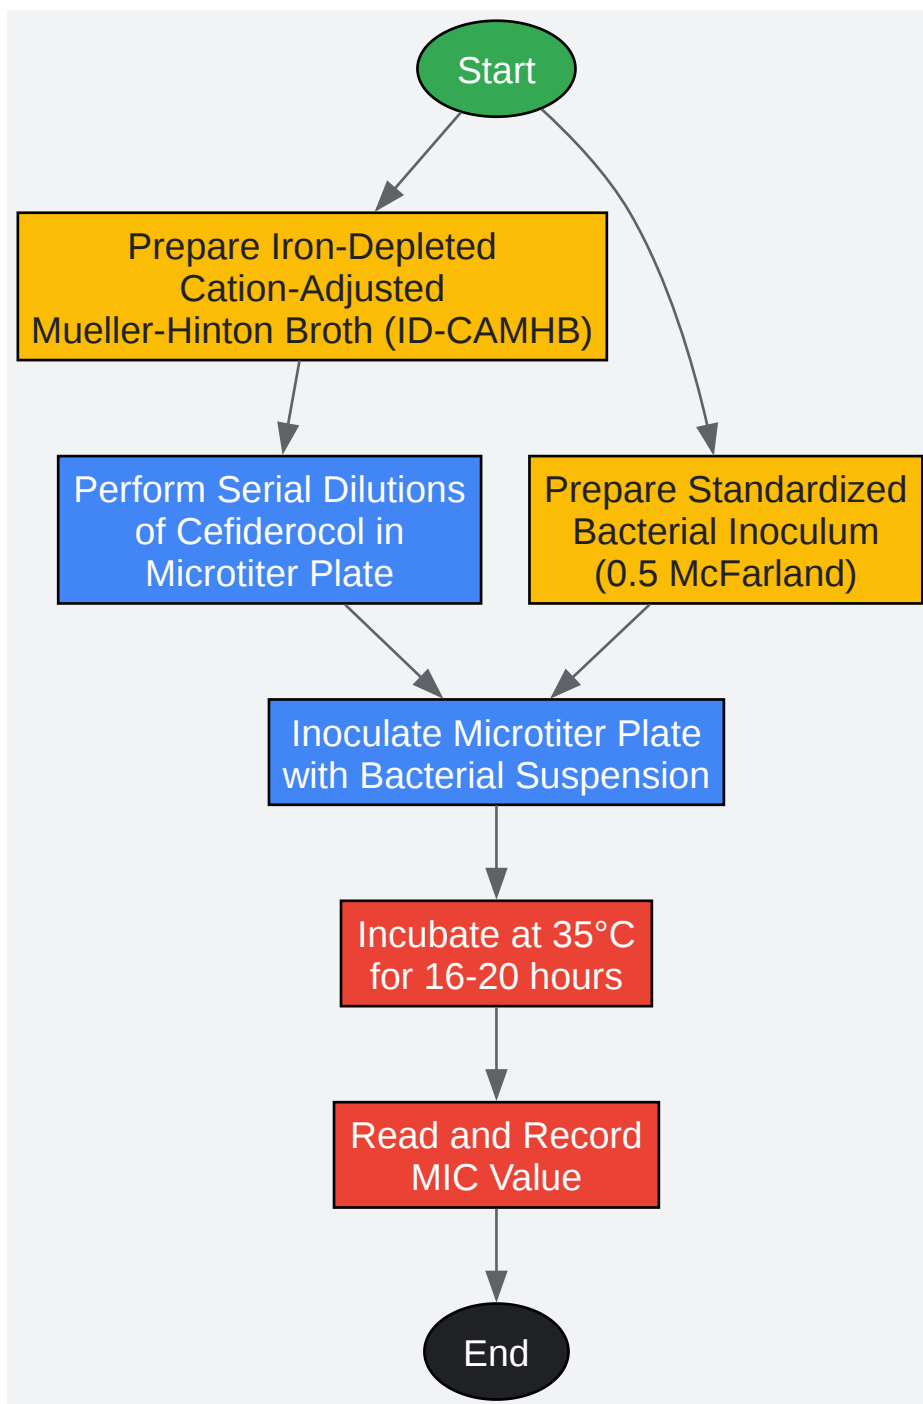 Start
Prepare Iron-Depleted
Cation-Adjusted
Mueller-Hinton Broth (ID-CAMHB)
Perform Serial Dilutions
of Cefiderocol in
Microtiter Plate
Prepare Standardized
Bacterial Inoculum
(0.5 McFarland)
Inoculate Microtiter Plate
with Bacterial Suspension
Incubate at 35°C
for 16-20 hours
Read and Record
MIC Value
End